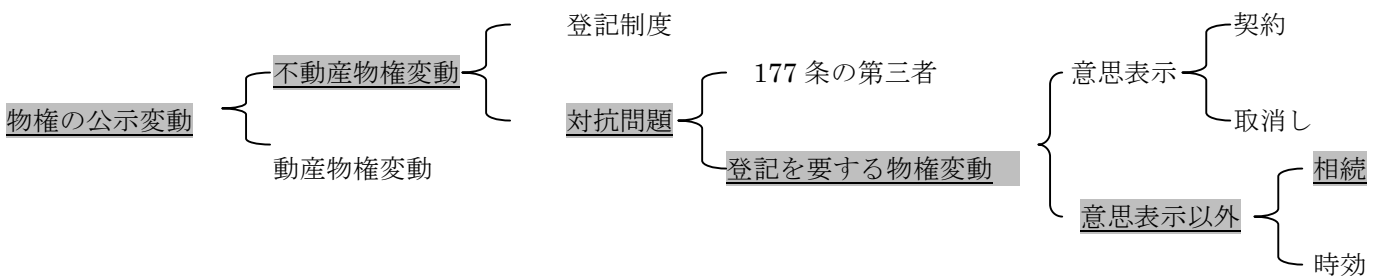 物権の公示変動
不動産物権変動
動産物権変動
登記制度
対抗問題
177 条の第三者
登記を要する物権変動
意思表示
契約
取消し
意思表示以外
相続
時効